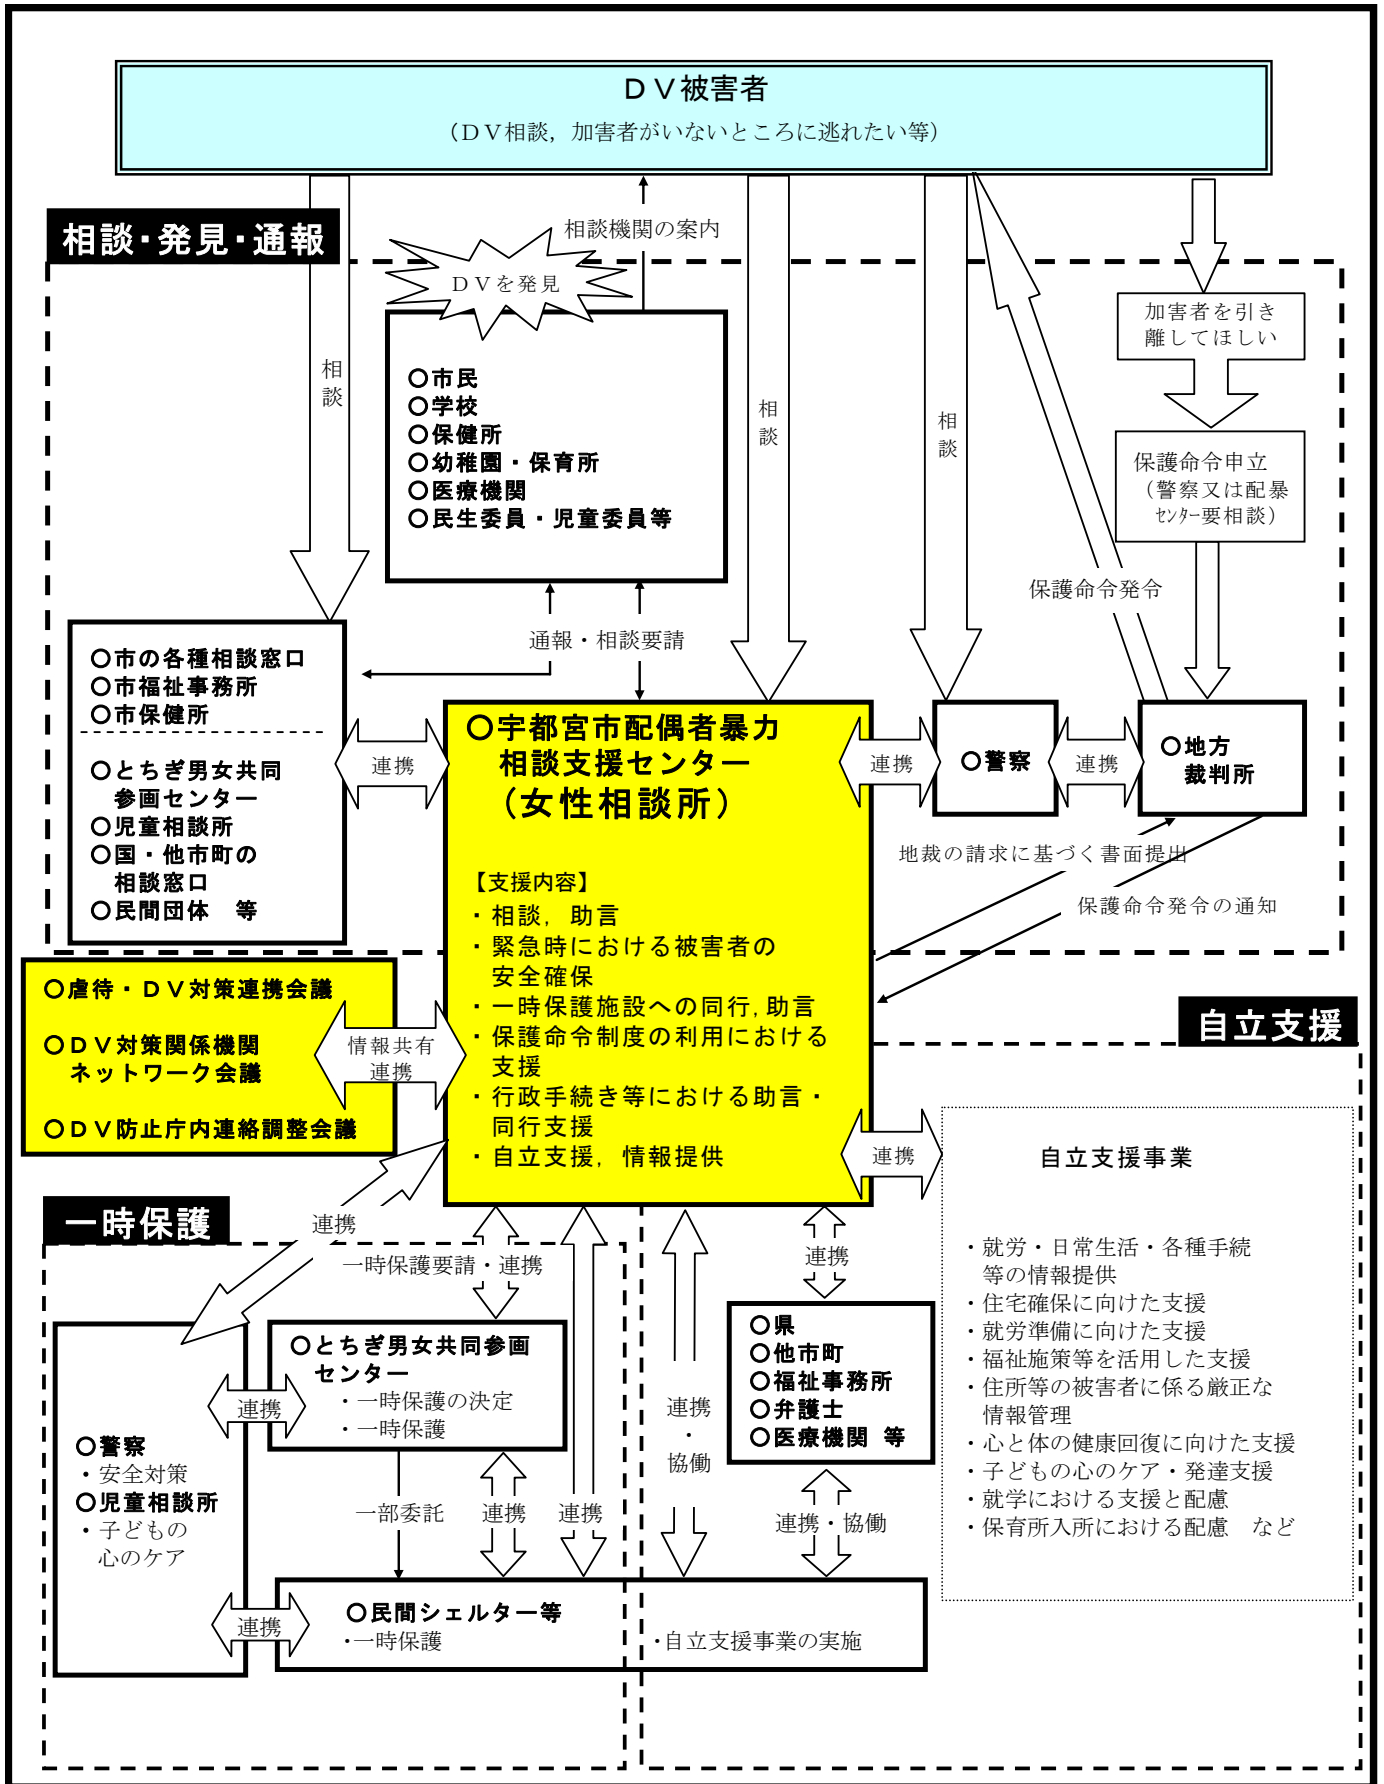 ＤＶ被害者
（ＤＶ相談，加害者がいないところに逃れたい等）
相談・発見・通報
相談機関の案内
ＤＶを発見
相談
○市民
○学校
○保健所
○幼稚園・保育所
○医療機関
○民生委員・児童委員等
相談
相談
加害者を引き
離してほしい
保護命令申立
（警察又は配暴
センター要相談）
保護命令発令
通報・相談要請
○市の各種相談窓口
○市福祉事務所
○市保健所
○とちぎ男女共同
参画センター
○児童相談所
○国・他市町の
相談窓口
○民間団体　等
連携
○宇都宮市配偶者暴力
相談支援センター
（女性相談所）
【支援内容】
・相談，助言
・緊急時における被害者の
安全確保
・一時保護施設への同行,助言
・保護命令制度の利用における
支援
・行政手続き等における助言・
同行支援
・自立支援，情報提供
連携
○警察
連携
○地方
裁判所
地裁の請求に基づく書面提出
保護命令発令の通知
○虐待・ＤＶ対策連携会議
○ＤＶ対策関係機関
ネットワーク会議
○ＤＶ防止庁内連絡調整会議
情報共有
連携
自立支援
連携
自立支援事業
・就労・日常生活・各種手続
等の情報提供
・住宅確保に向けた支援
・就労準備に向けた支援
・福祉施策等を活用した支援
・住所等の被害者に係る厳正な
情報管理
・心と体の健康回復に向けた支援
・子どもの心のケア・発達支援
・就学における支援と配慮
・保育所入所における配慮　など
一時保護
連携
一時保護要請・連携
連携
○県
○他市町
○福祉事務所
○弁護士
○医療機関　等
○とちぎ男女共同参画
センター
・一時保護の決定
・一時保護
連携
○警察
・安全対策
○児童相談所
・子どもの
心のケア
一部委託
連携
連携
連携
・
協働
連携・協働
連携
○民間シェルター等
・一時保護
・自立支援事業の実施